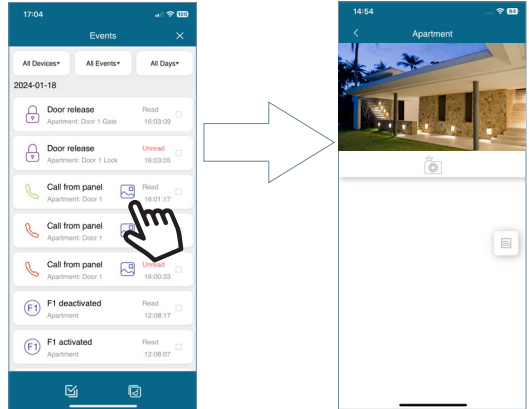 17:04
100
Events
All Devices
All Events
All Days
2024-01-18
Door release
Read
Apartment: Door 1 Gate
16:03:09
Door release
Unread
Apartment: Door 1 Lock
16:03:05
Call from panel
Read
Apartment: Door 1
16:01:17
Call from panel
Apartment: Door 1
Call from panel
Unread
Apartment: Door 1
16:00:33
F1 deactivated
Read
Apartment
12:08:17
F1 activated
Read
Apartment
12:08:07
14:54
94
Apartment